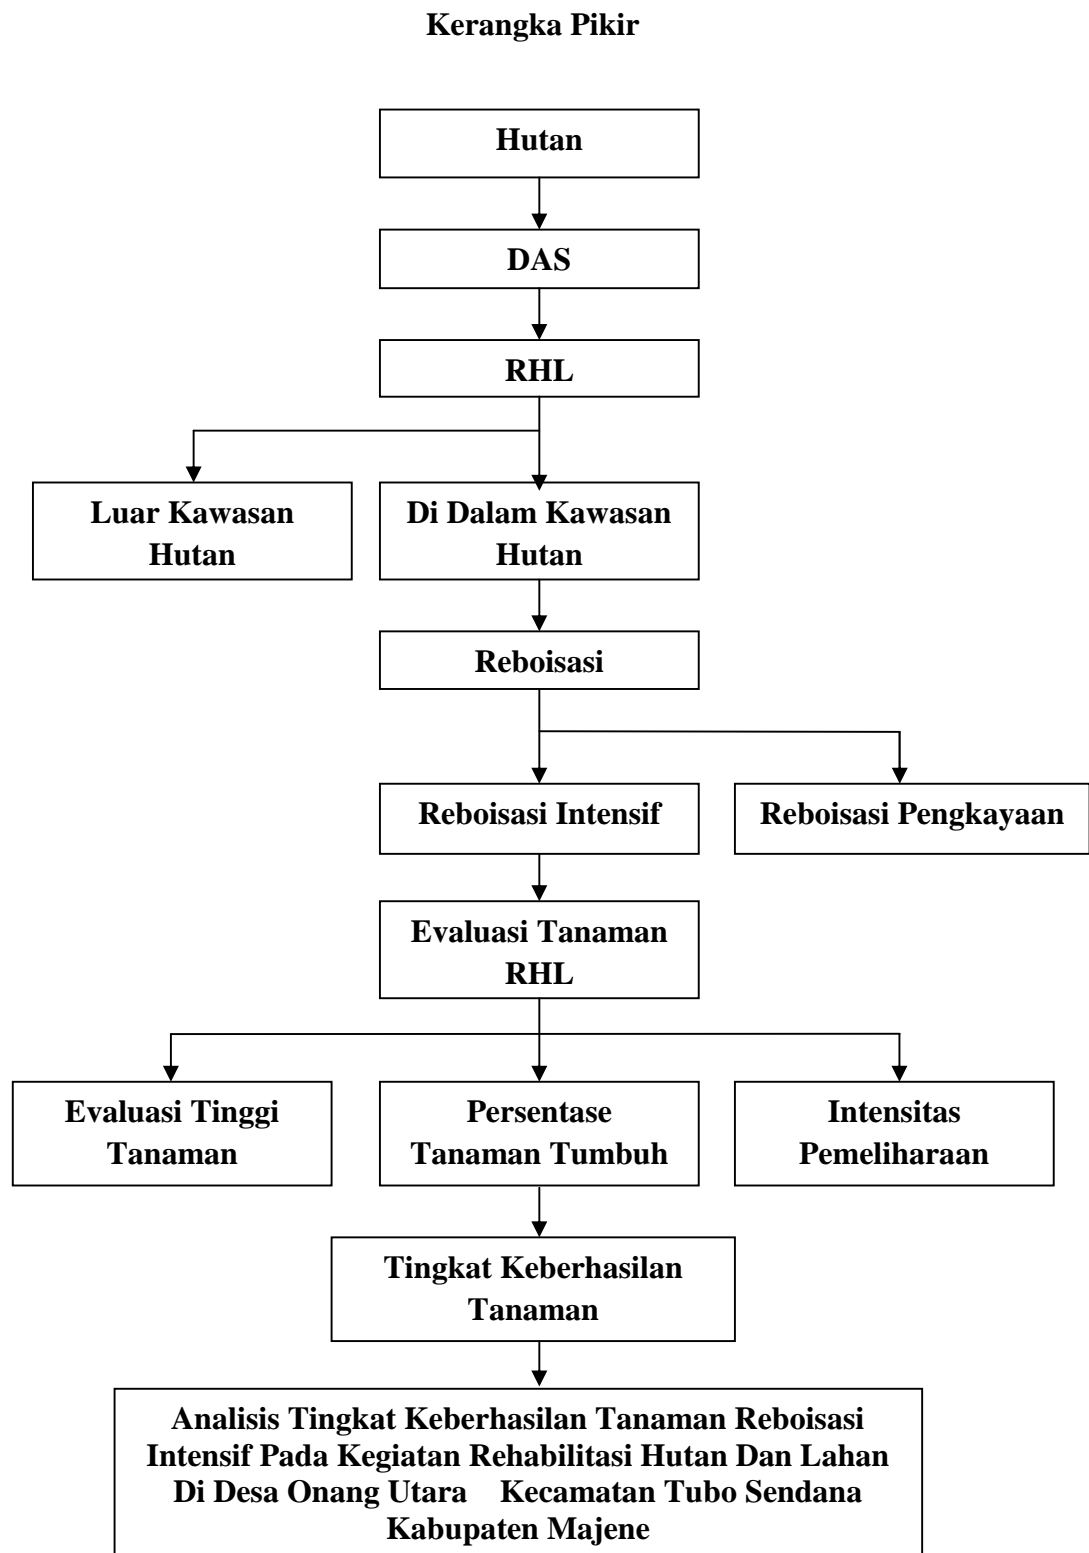 Kerangka Pikir
Hutan
DAS
RHL
Luar Kawasan
Hutan
Di Dalam Kawasan
Hutan
Reboisasi
Reboisasi Intensif
Reboisasi Pengkayaan
Evaluasi Tanaman
RHL
Evaluasi Tinggi
Tanaman
Persentase
Tanaman Tumbuh
Intensitas
Pemeliharaan
Tingkat Keberhasilan
Tanaman
Analisis Tingkat Keberhasilan Tanaman Reboisasi
Intensif Pada Kegiatan Rehabilitasi Hutan Dan Lahan
Di Desa Onang Utara Kecamatan Tubo Sendana
Kabupaten Majene